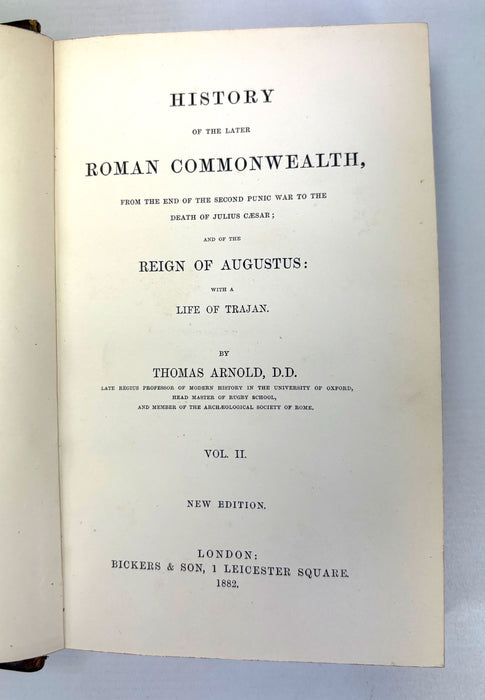 HISTORY
OF THE LATER
ROMAN COMMONWEALTH,
FROM THE END OF THE SECOND PUNIC WAR TO THE
DEATH OF JULIUS CÆSAR;
AND OF THE
REIGN OF AUGUSTUS:
WITH A
LIFE OF TRAJAN.
BY
THOMAS ARNOLD, D.D.
LATE REGIUS PROFESSOR OF MODERN HISTORY IN THE UNIVERSITY OF OXFORD,
HEAD MASTER OF RUGBY SCHOOL,
AND MEMBER OF THE ARCHÆOLOGICAL SOCIETY OF ROME.
VOL. II.
NEW EDITION.
LONDON:
BICKERS & SON, 1 LEICESTER SQUARE.
1882.